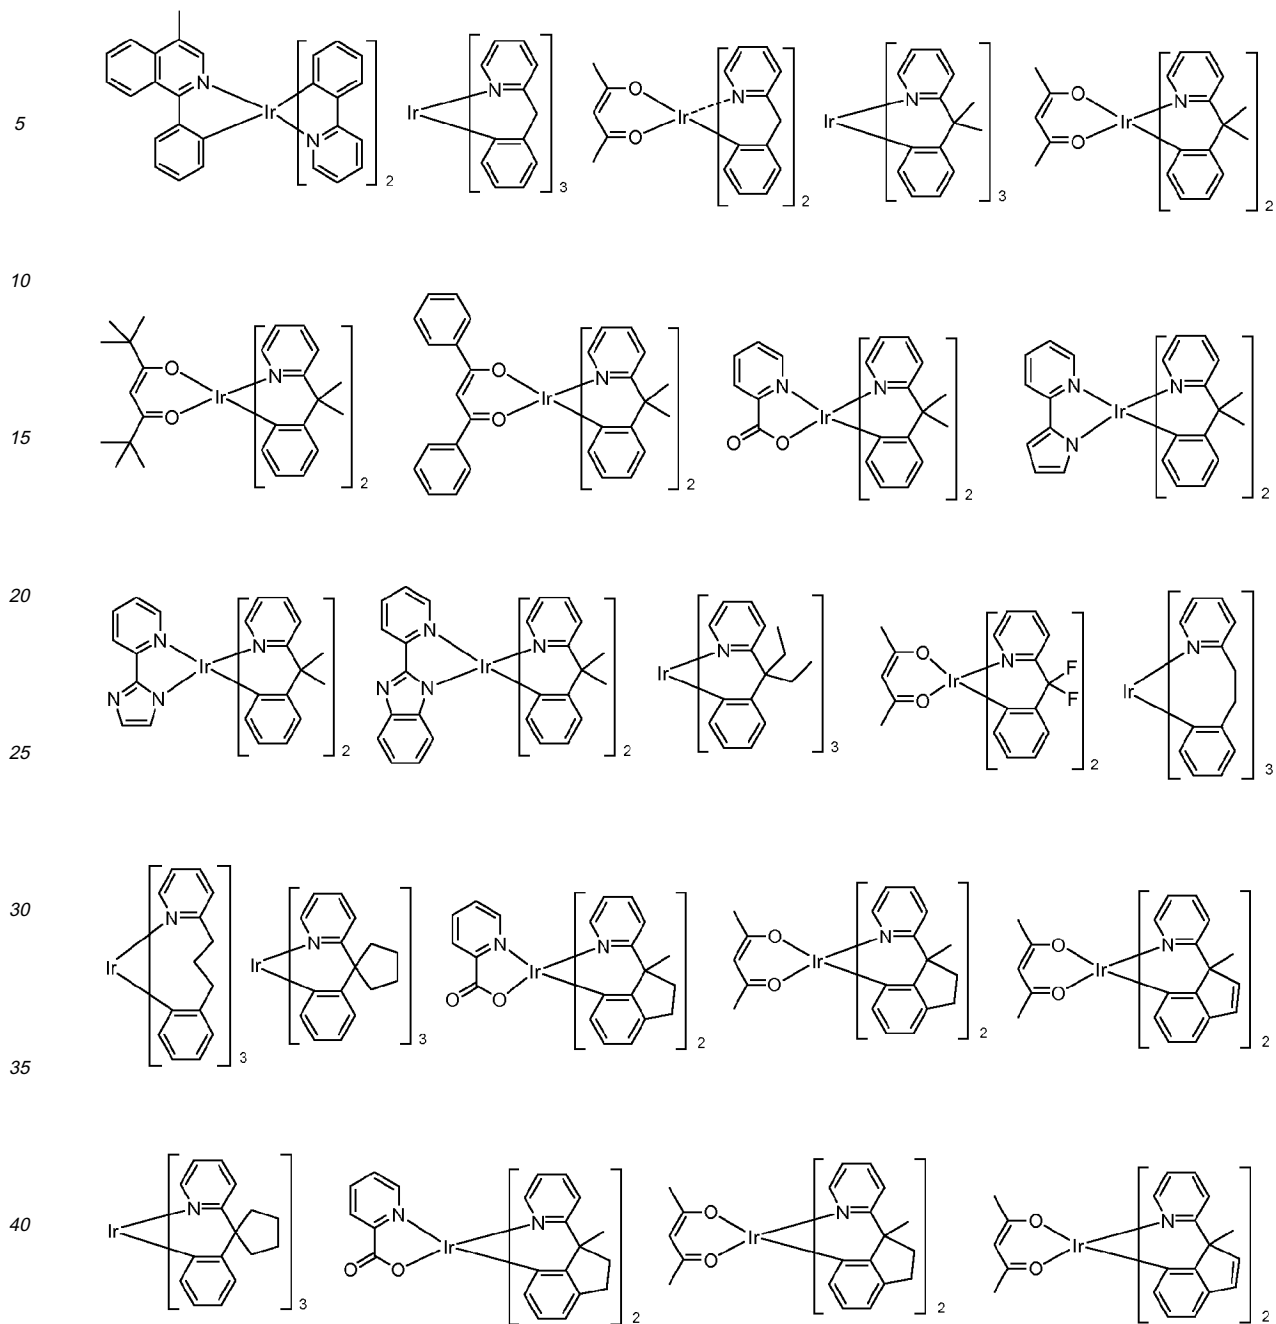 N N O N N O N
5 Ir Ir Ir Ir Ir
N O O
2 3 2 3 2
10
O N O N N N N N
Ir Ir Ir Ir
O O
15 O O N
2 2 2 2
20
N N N N N O N N
Ir Ir Ir Ir F Ir
N N N N O F
25 2 2 3 2 3
30 N N N N O N O N
Ir Ir Ir Ir Ir
O O O O
3 3 2 2 2
35
N N N O N O N
40 Ir Ir Ir Ir
O O O O
3 2 2 2